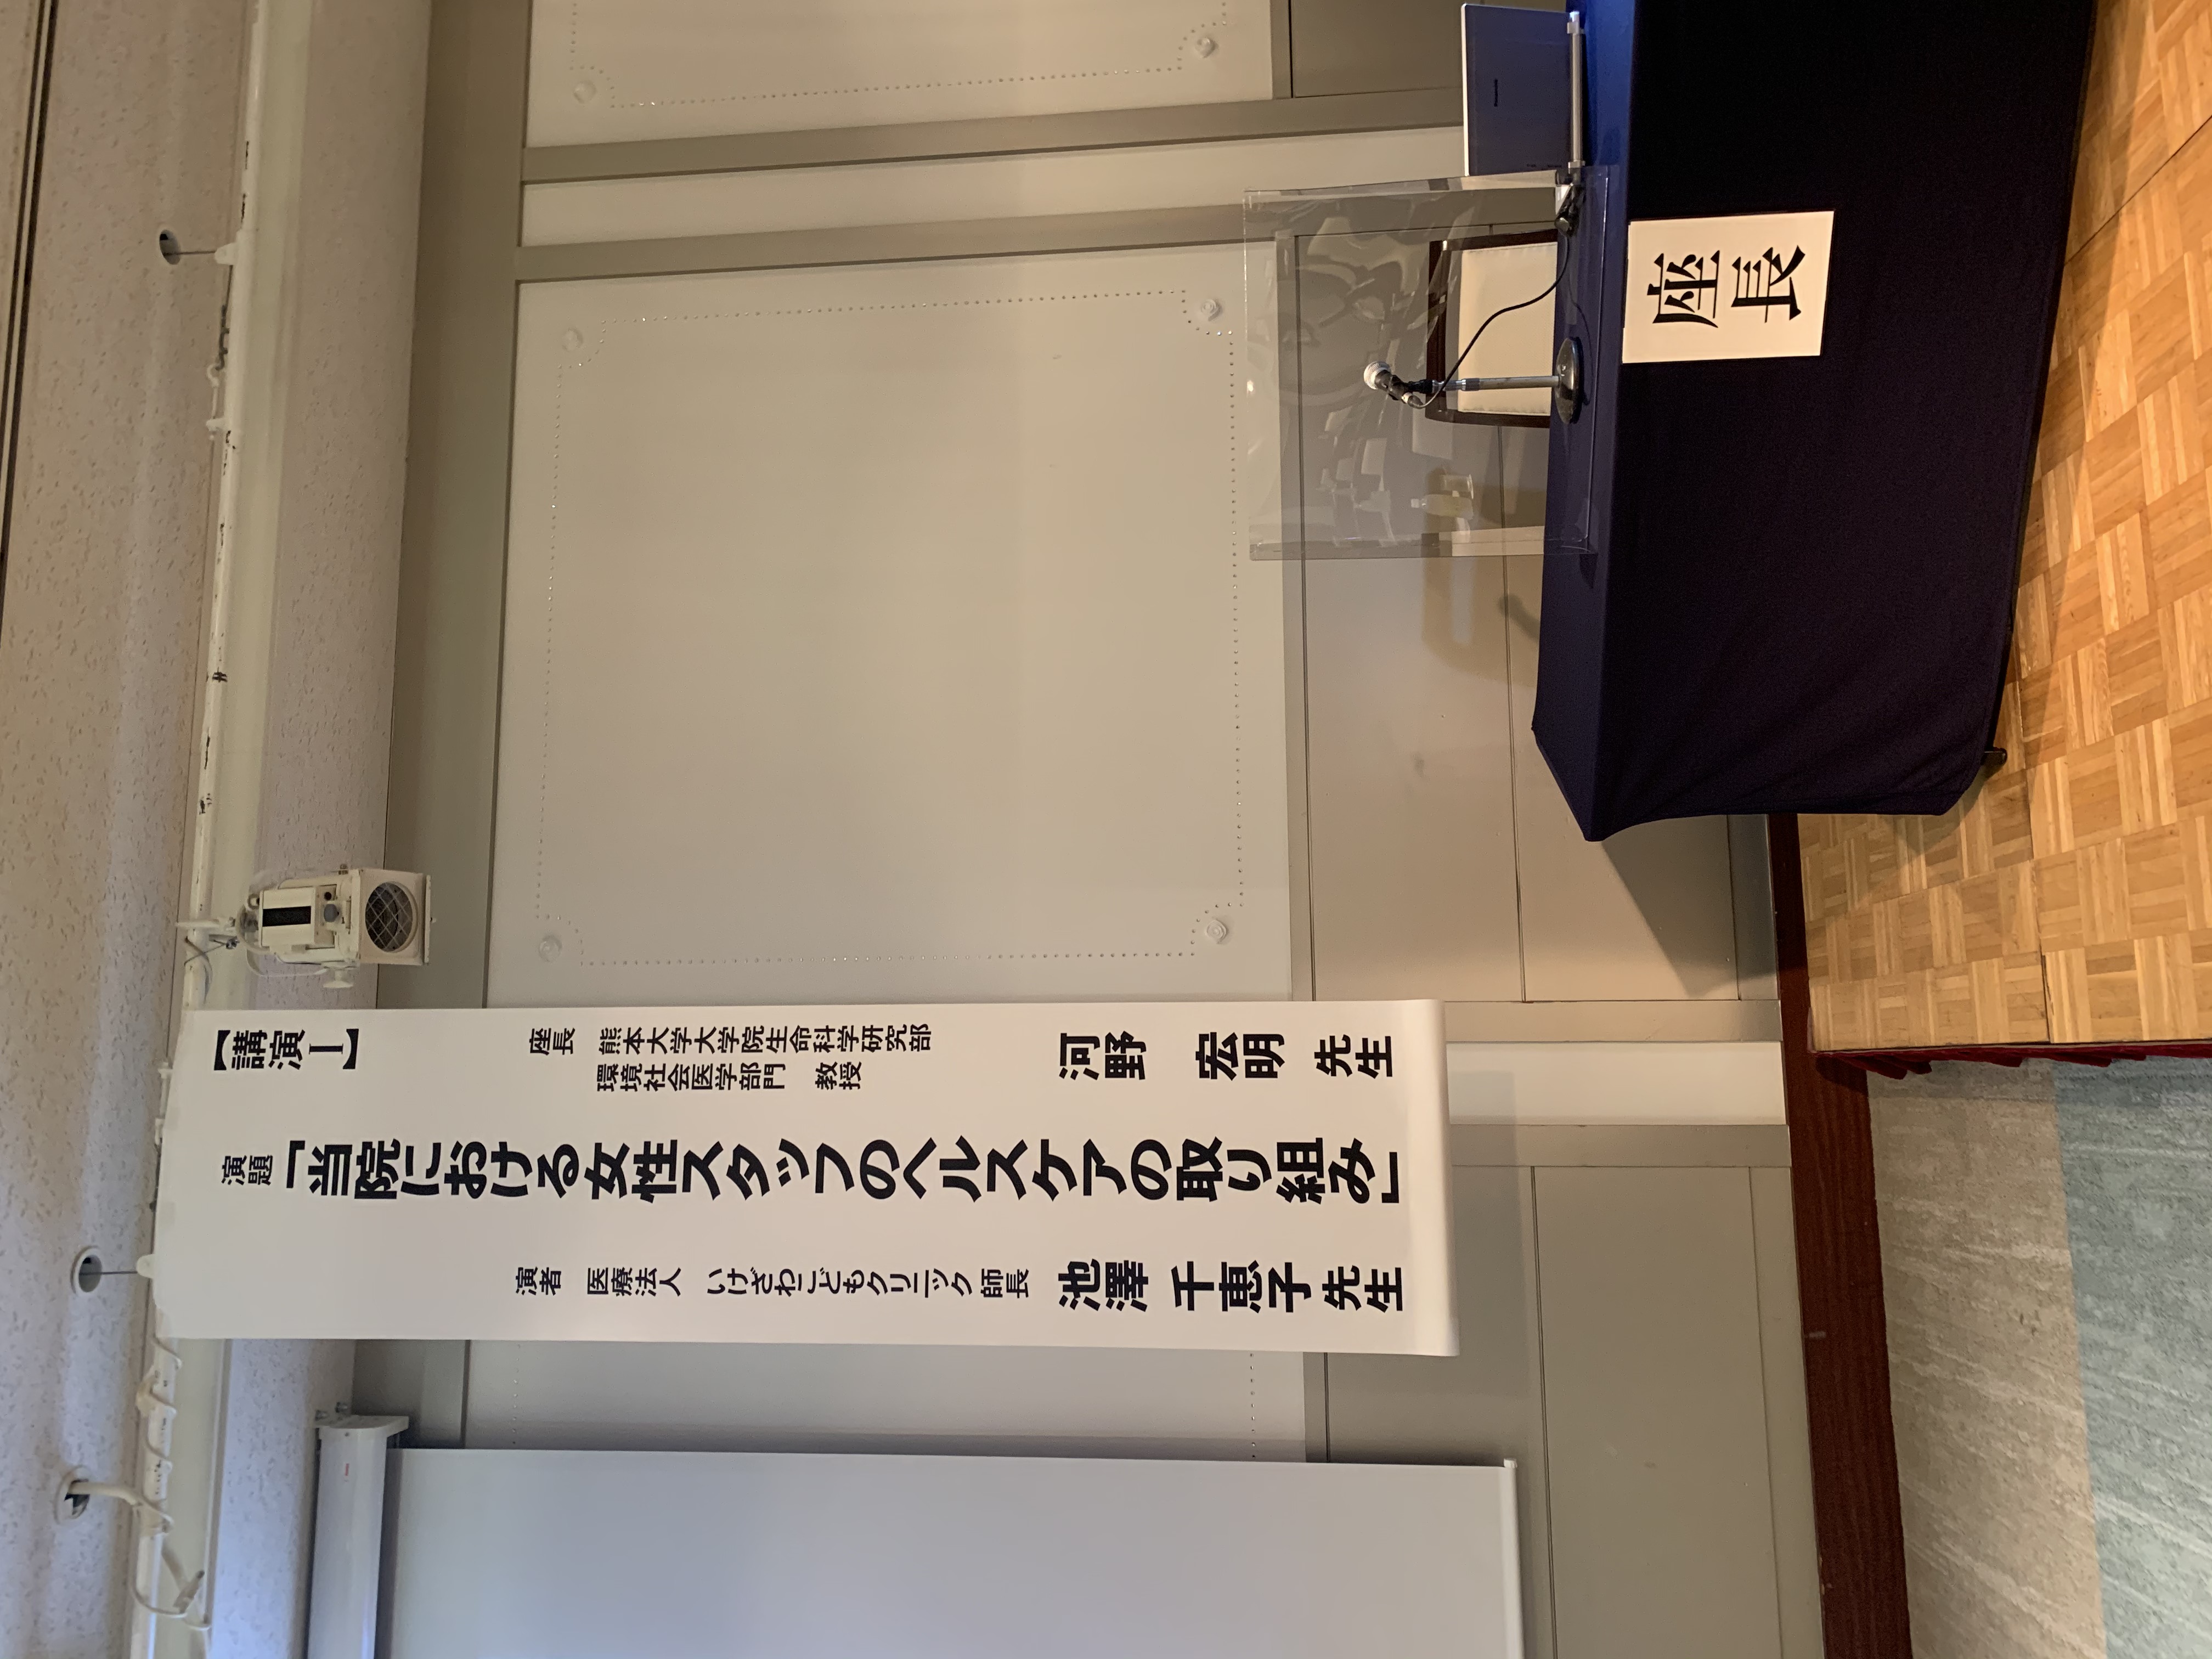 【講演Ⅰ】
座長 熊本大学大学院生命科学研究部
環境社会医学部門 教授
河野 宏明 先生
演題「当院における女性スタッフのヘルスケアの取り組み」
演者 医療法人 いけざわこどもクリニック 師長
池澤 千恵子 先生
座長